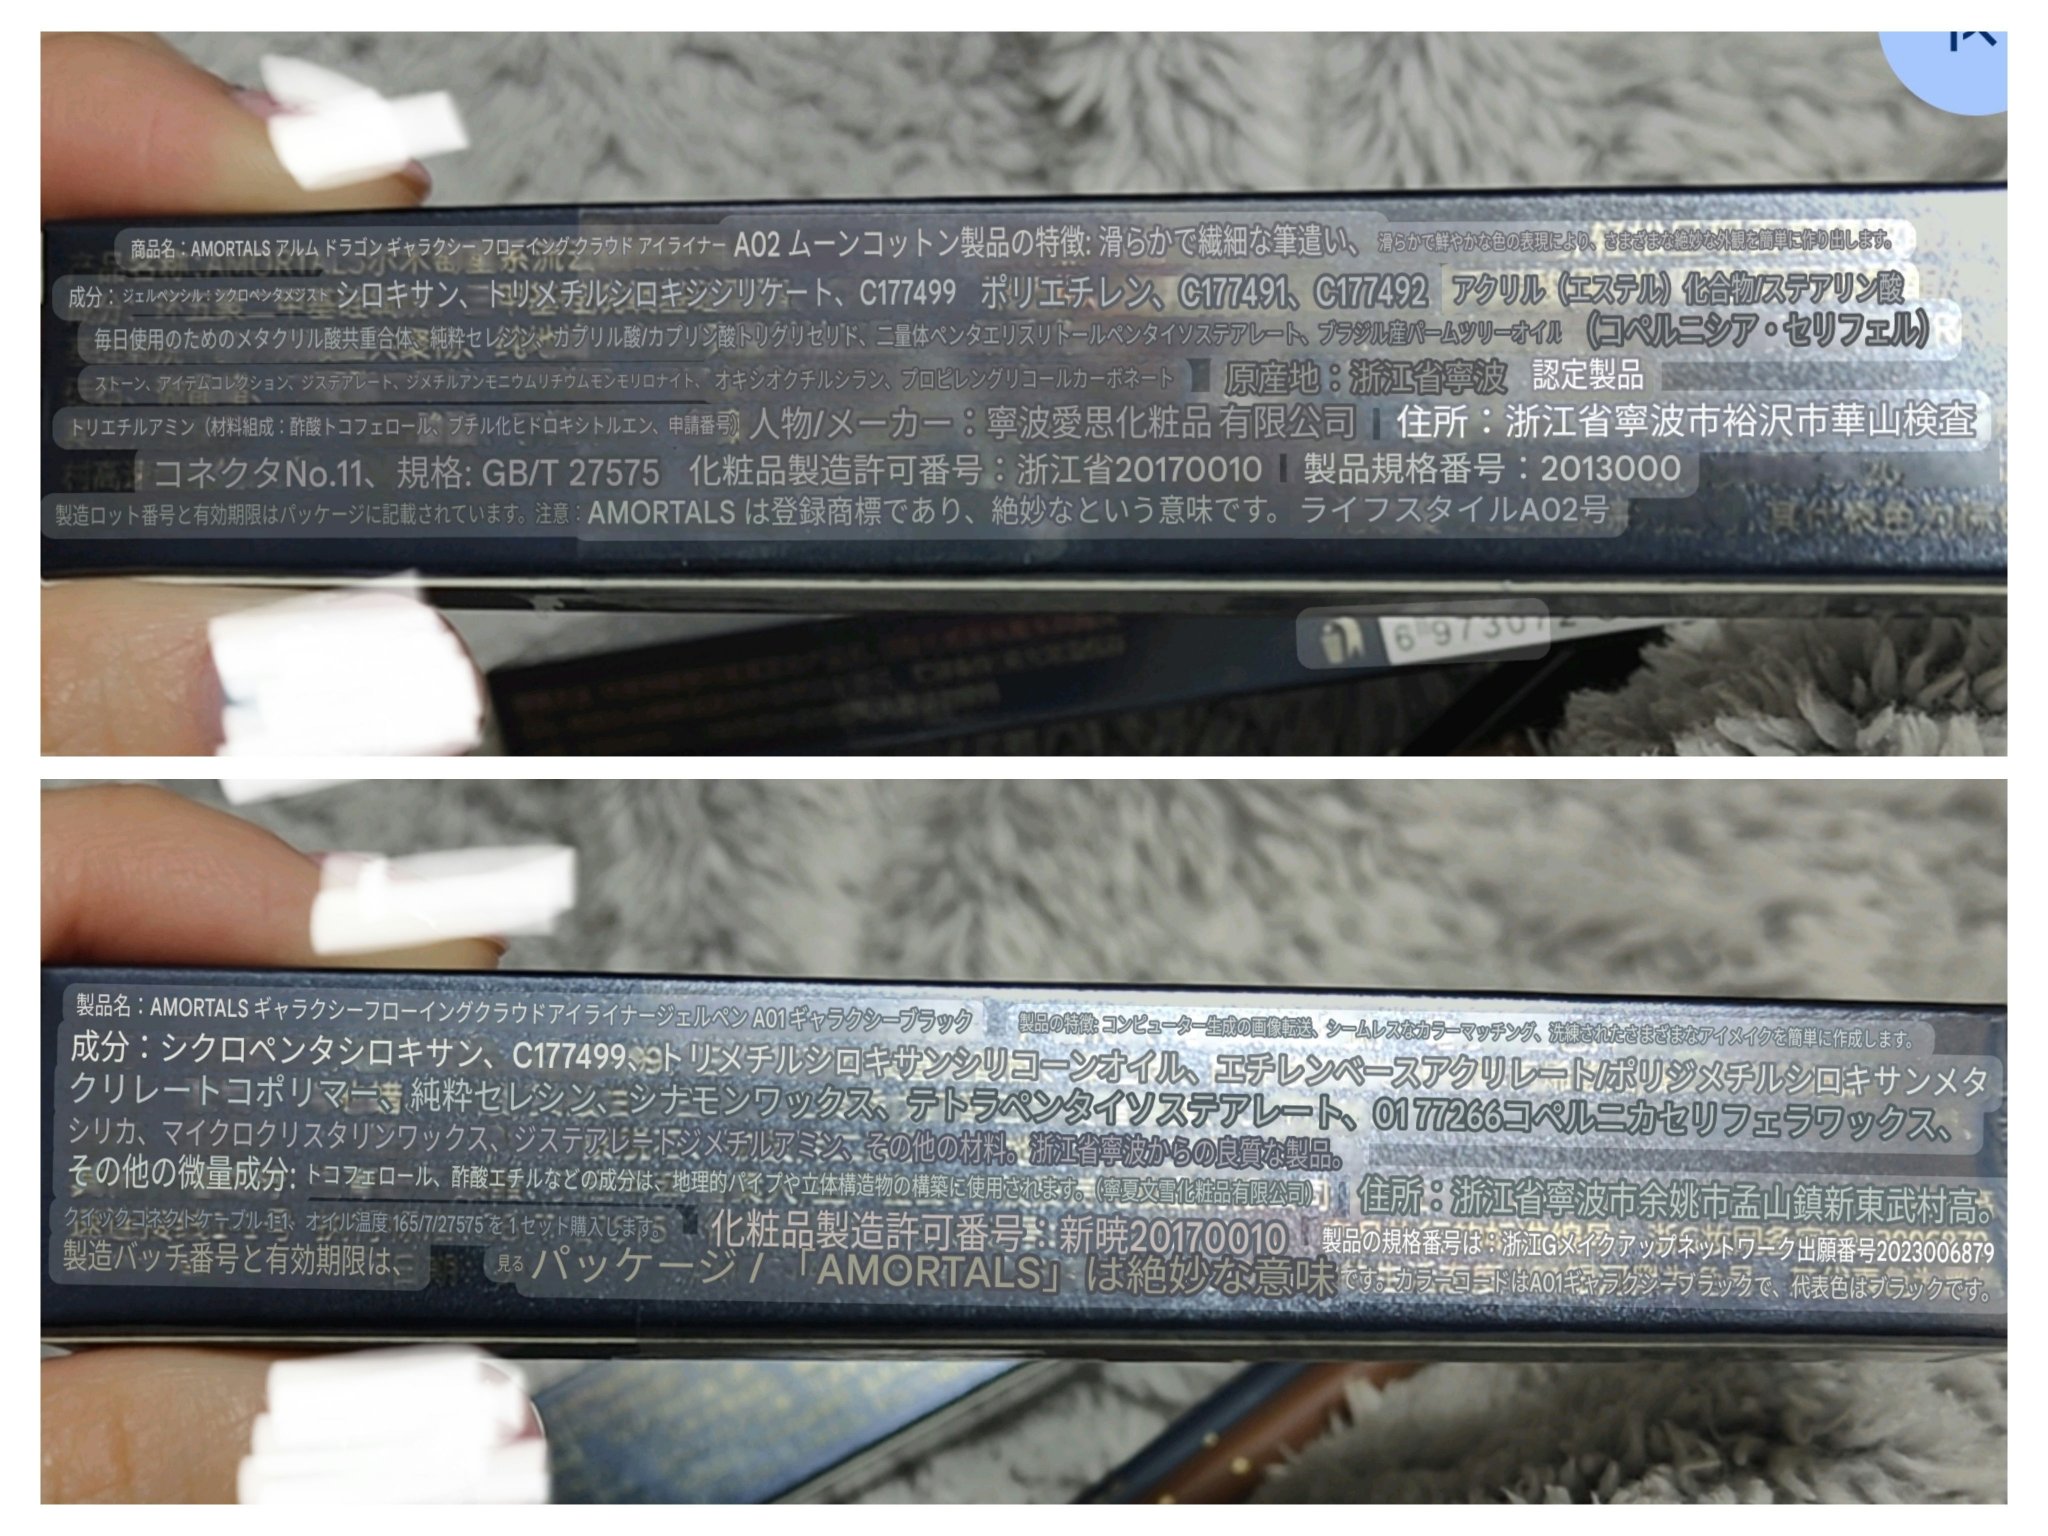 商品名：AMORTALS アルム ドラゴン ギャラクシー フローイング クラウド アイライナー A02 ムーンコットン製品の特徴: 滑らかで繊細な筆遣い、 滑らかで鮮やかな色の表現により、さまざまな絶妙な外観を簡単に作り出します。
成分： ジェルペンシル：シクロペンタメジスト シロキサン、トリメチルシロキシシリケート、C177499 ポリエチレン、C177491、C177492 アクリル（エステル）化合物/ステアリン酸
毎日使用のためのメタクリル酸共重合体、純粋セレシン、カプリル酸/カプリン酸トリグリセリド、二量体ペンタエリスリトールペンタイソステアレート、ブラジル産パームツリーオイル （コペルニシア・セリフェル）
ストーン、アイテムコレクション、ジステアレート、ジメチルアンモニウムリチウムモンモリロナイト、オキシオクチルシラン、プロピレングリコールカーボネート 原産地：浙江省寧波 認定製品
トリエチルアミン（材料組成：酢酸トコフェロール、ブチル化ヒドロキシトルエン、申請番号） 人物/メーカー：寧波愛思化粧品 有限公司 住所：浙江省寧波市裕沢市華山検査
コネクタNo.11、規格: GB/T 27575 化粧品製造許可番号：浙江省20170010 製品規格番号：2013000
製造ロット番号と有効期限はパッケージに記載されています。注意：AMORTALS は登録商標であり、絶妙なという意味です。 ライフスタイルA02号
6 973072
製品名：AMORTALS ギャラクシーフローイングクラウドアイライナージェルペン A01ギャラクシーブラック 製品の特徴: コンピューター生成の画像転送、シームレスなカラーマッチング、洗練されたさまざまなアイメイクを簡単に作成します。
成分：シクロペンタシロキサン、C177499、トリメチルシロキサンシリコーンオイル、エチレンベースアクリレート/ポリジメチルシロキサンメタ
クリレートコポリマー、純粋セレシン、シナモンワックス、テトラペンタイソステアレート、0177266コペルニカセリフェラワックス、
シリカ、マイクロクリスタリンワックス、ジステアレートジメチルアミン、その他の材料。浙江省寧波からの良質な製品。
その他の微量成分: トコフェロール、酢酸エチルなどの成分は、地理的パイプや立体構造物の構築に使用されます。（寧夏文雪化粧品有限公司） 住所：浙江省寧波市余姚市孟山鎮新東武村高。
クイックコネクトケーブル 1-1、オイル温度 165/7/27575 を 1 セット購入します。 化粧品製造許可番号：新暁20170010 製品の規格番号は：浙江Gメイクアップネットワーク出願番号2023006879
製造バッチ番号と有効期限は、 見る パッケージ / 「AMORTALS」は絶妙な意味です。カラーコードはA01ギャラクシーブラックで、代表色はブラックです。